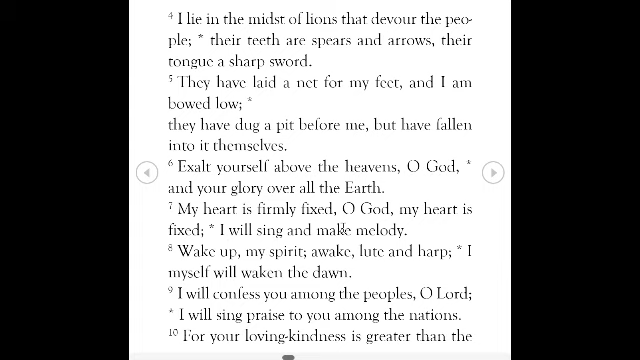 4 I lie in the midst of lions that devour the peo-
ple; * their teeth are spears and arrows, their
tongue a sharp sword.
5 They have laid a net for my feet, and I am
bowed low; *
they have dug a pit before me, but have fallen
into it themselves.
6 Exalt yourself above the heavens, O God, *
and your glory over all the Earth.
7 My heart is firmly fixed, O God, my heart is
fixed; * I will sing and make melody.
8 Wake up, my spirit; awake, lute and harp; * I
myself will waken the dawn.
9 I will confess you among the peoples, O Lord;
* I will sing praise to you among the nations.
10 For your loving-kindness is greater than the